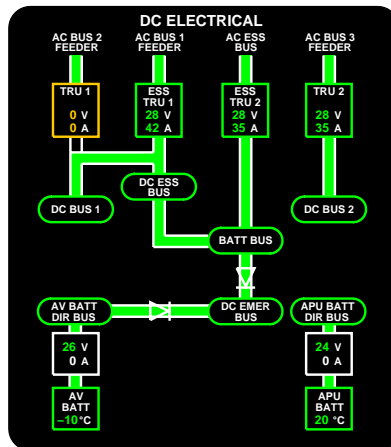 DC ELECTRICAL
AC BUS 2 FEEDER
AC BUS 1 FEEDER
AC ESS BUS
AC BUS 3 FEEDER
TRU 1
0 V
0 A
ESS
TRU 1
28 V
42 A
ESS
TRU 2
28 V
35 A
TRU 2
28 V
35 A
DC ESS
BUS
DC BUS 1
DC BUS 2
BATT BUS
AV BATT
DIR BUS
DC EMER
BUS
APU BATT
DIR BUS
26 V
0 A
24 V
0 A
AV
BATT
–10 °C
APU
BATT
20 °C